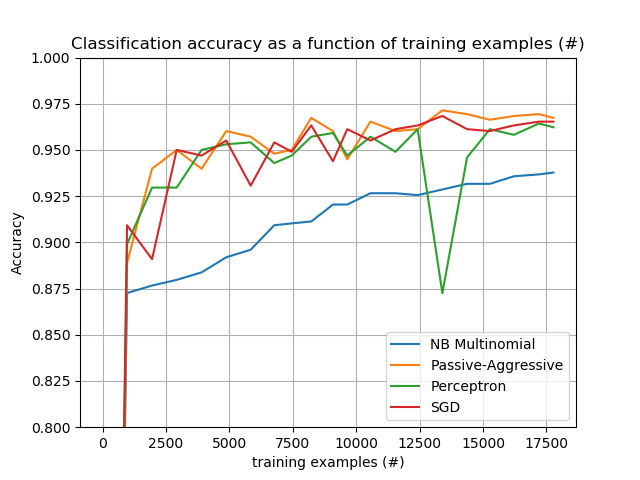 Classification accuracy as a function of training examples (#)
1.000
0.975
0.950
0.925
0.900
0.875
0.850
0.825
0.800
Accuracy
NB Multinomial
Passive-Aggressive
Perceptron
SGD
0 2500 5000 7500 10000 12500 15000 17500
training examples (#)